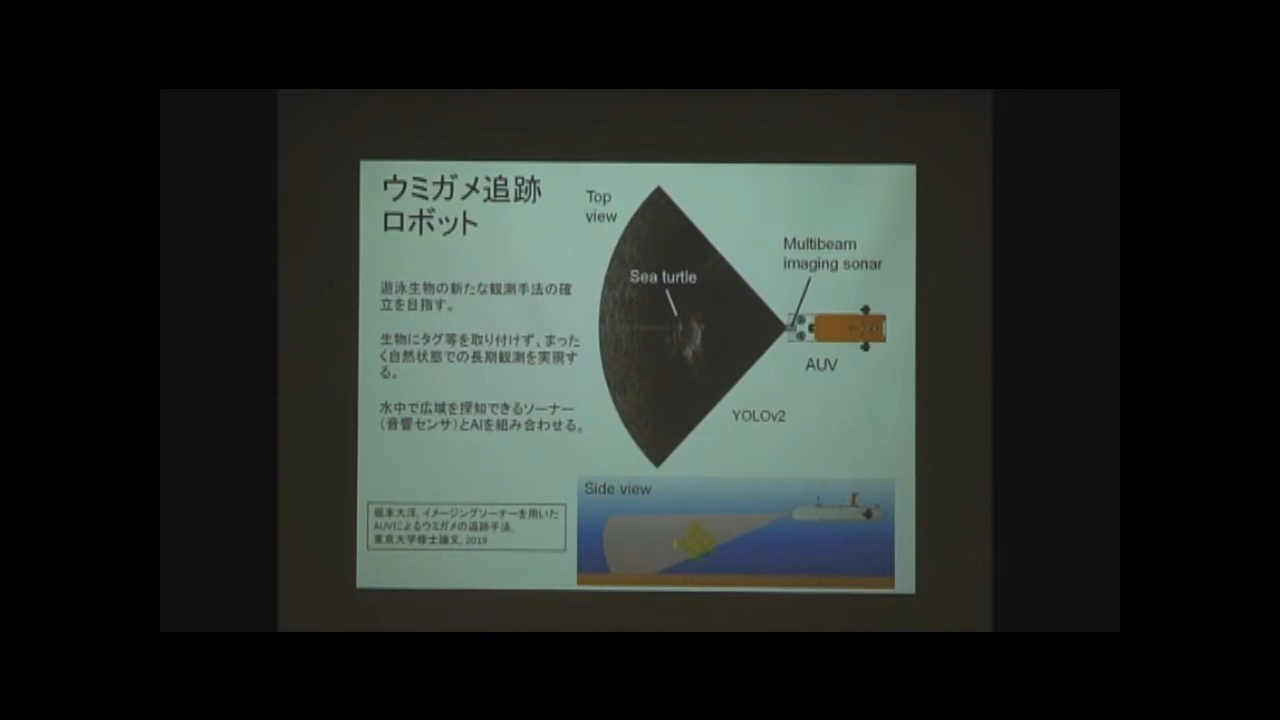 ウミガメ追跡
ロボット
遊泳生物の新たな観測手法の確
立を目指す。
生物にタグ等を取り付けず、まった
く自然状態での長期観測を実現す
る。
水中で広域を探知できるソーナー
（音響センサ）とAIを組み合わせる。
大洋, イメージングソーナーを用いた
AUVによるウミガメの追跡手法,
東京大学修士論文, 2019
Top
view
Sea turtle
Multibeam
imaging sonar
AUV
YOLOv2
Side view